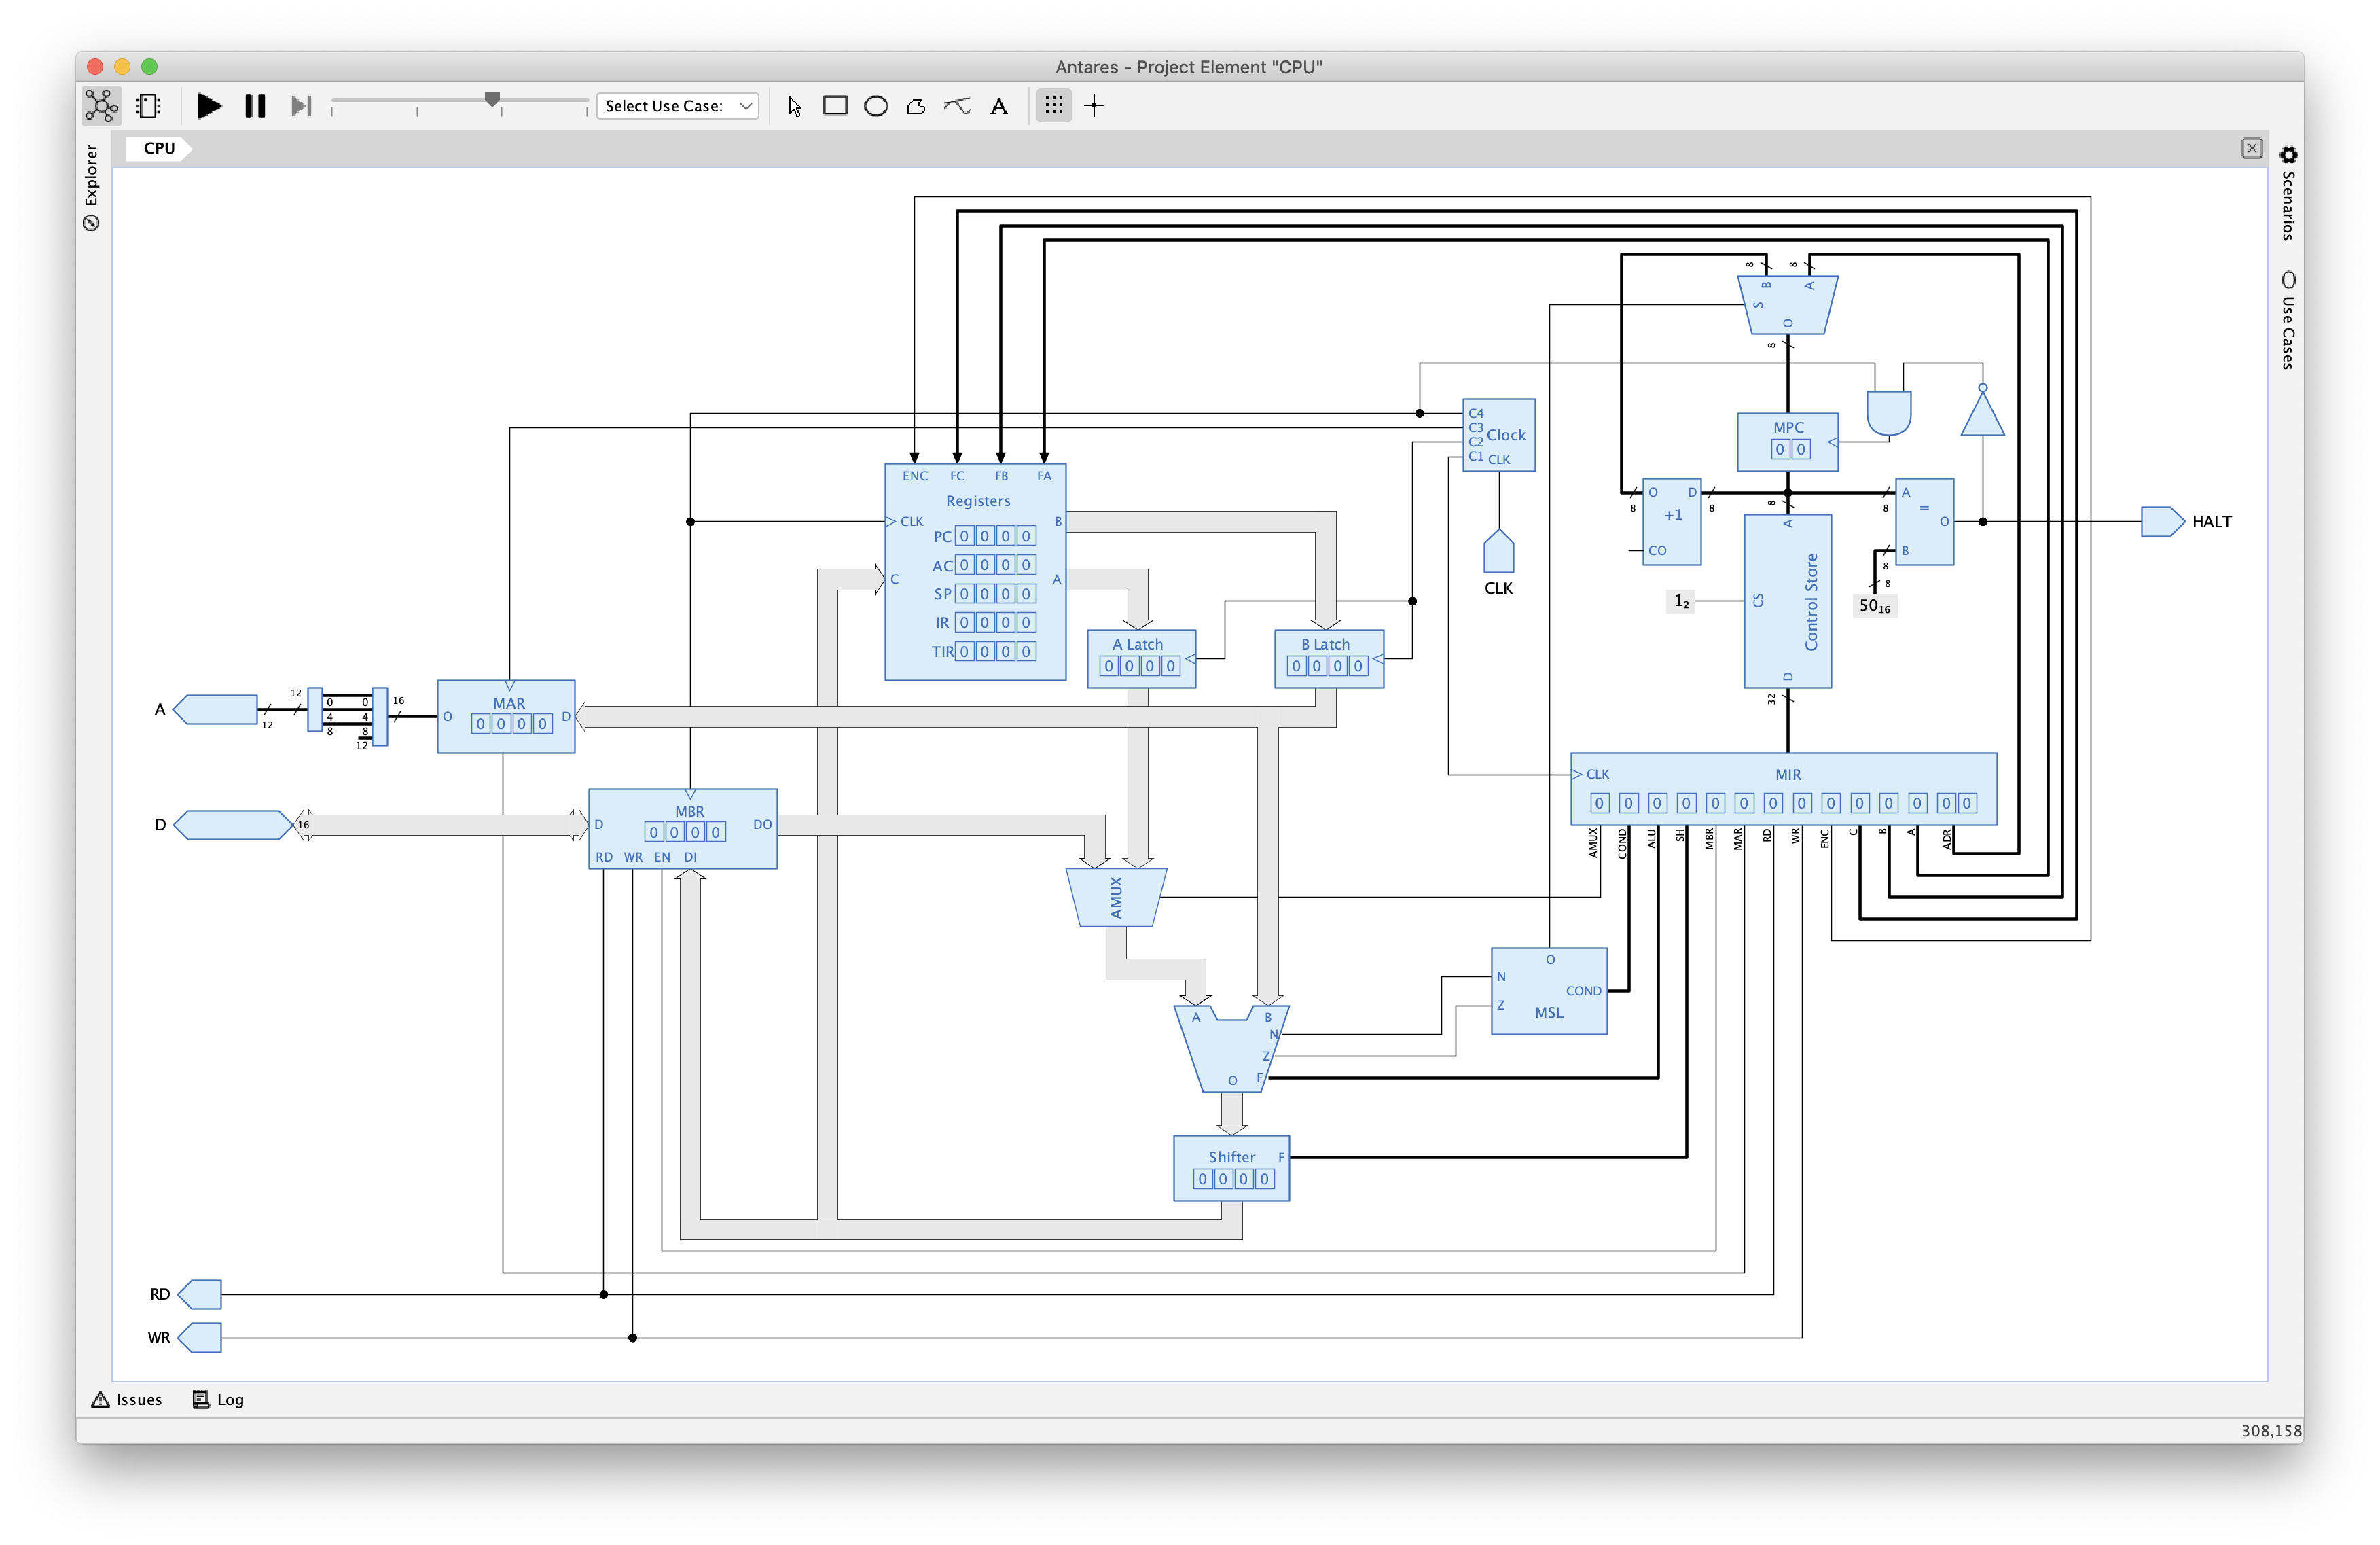 Antares - Project Element "CPU"
Select Use Case:
A
CPU
Explorer
Scenarios
Use Cases
8 8
B A
S
O
8
C4
C3
C2
C1
Clock
CLK
CLK
MPC
0 0
O D
8 8
+1
CO
8
A
Control Store
CS
D
32
1₂
8
A
=
O
B
8
8
50₁₆
HALT
ENC FC FB FA
Registers
CLK
B
C
A
PC 0 0 0 0
AC 0 0 0 0
SP 0 0 0 0
IR 0 0 0 0
TIR 0 0 0 0
A Latch
0 0 0 0
B Latch
0 0 0 0
A
12
12
0 0
4 4
8 8
12
16
MAR
O D
0 0 0 0
D
16
MBR
D DO
0 0 0 0
RD WR EN DI
CLK
MIR
0 0 0 0 0 0 0 0 0 0 0 0 0 0
AMUX COND ALU SH MBR MAR RD WR ENC C B A ADR
AMUX
O
N
COND
Z
MSL
A B
N
Z
O F
Shifter
F
0 0 0 0
RD
WR
Issues
Log
308,158